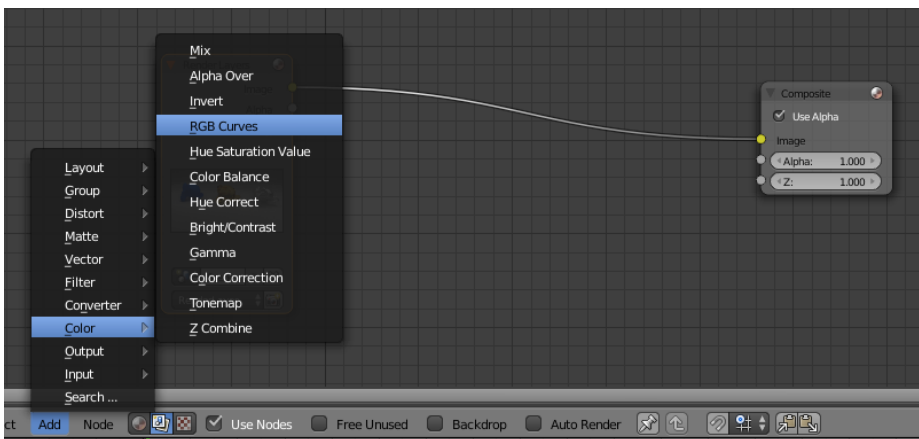 Mix
Alpha Over
Invert
RGB Curves
Hue Saturation Value
Color Balance
Hue Correct
Bright/Contrast
Gamma
Color Correction
Tonemap
Z Combine
Layout
Group
Distort
Matte
Vector
Filter
Converter
Color
Output
Input
Search ...
Image
Composite
Use Alpha
Image
Alpha: 1.000
Z: 1.000
ct Add Node Use Nodes Free Unused Backdrop Auto Render